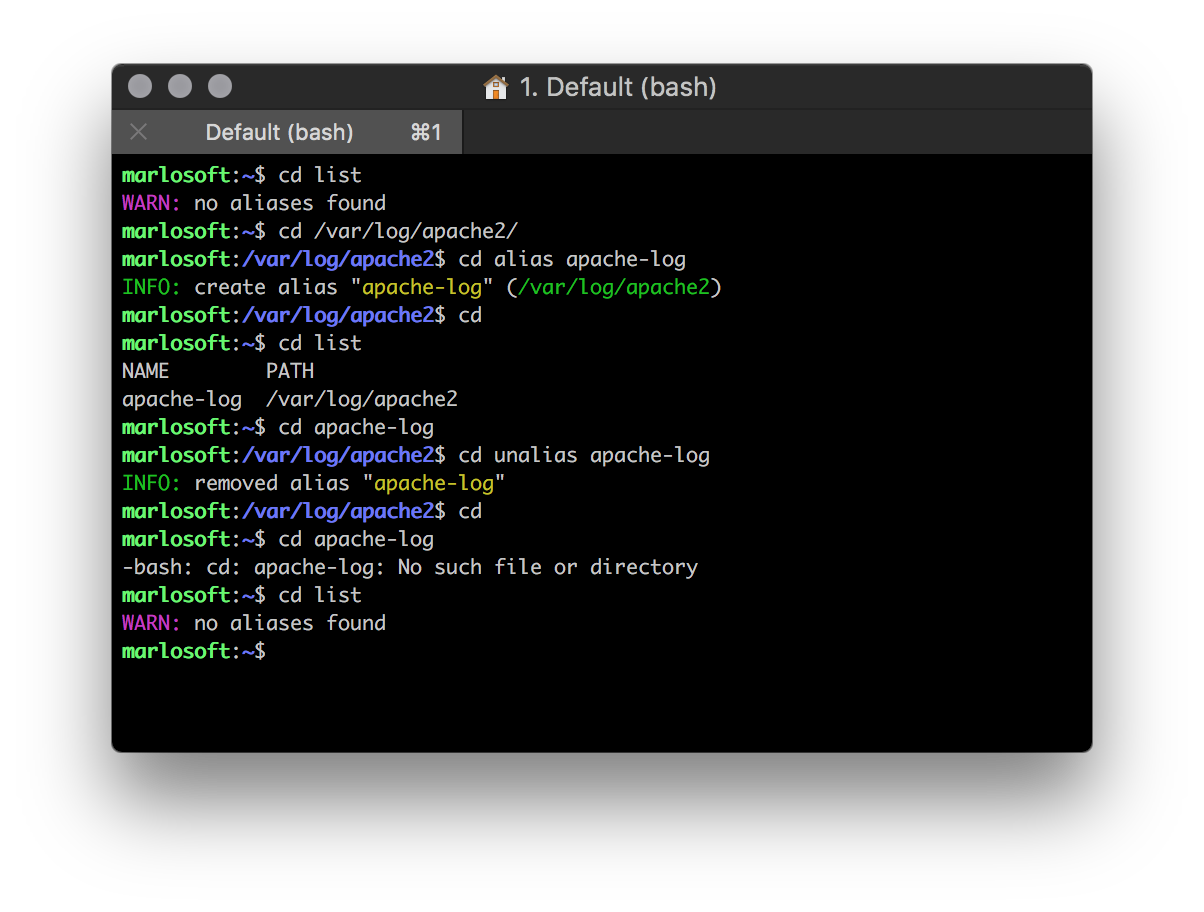 1. Default (bash)
Default (bash) ⌘1
marlosoft:~$ cd list
WARN: no aliases found
marlosoft:~$ cd /var/log/apache2/
marlosoft:/var/log/apache2$ cd alias apache-log
INFO: create alias "apache-log" (/var/log/apache2)
marlosoft:/var/log/apache2$ cd
marlosoft:~$ cd list
NAME        PATH
apache-log  /var/log/apache2
marlosoft:~$ cd apache-log
marlosoft:/var/log/apache2$ cd unalias apache-log
INFO: removed alias "apache-log"
marlosoft:/var/log/apache2$ cd
marlosoft:~$ cd apache-log
-bash: cd: apache-log: No such file or directory
marlosoft:~$ cd list
WARN: no aliases found
marlosoft:~$